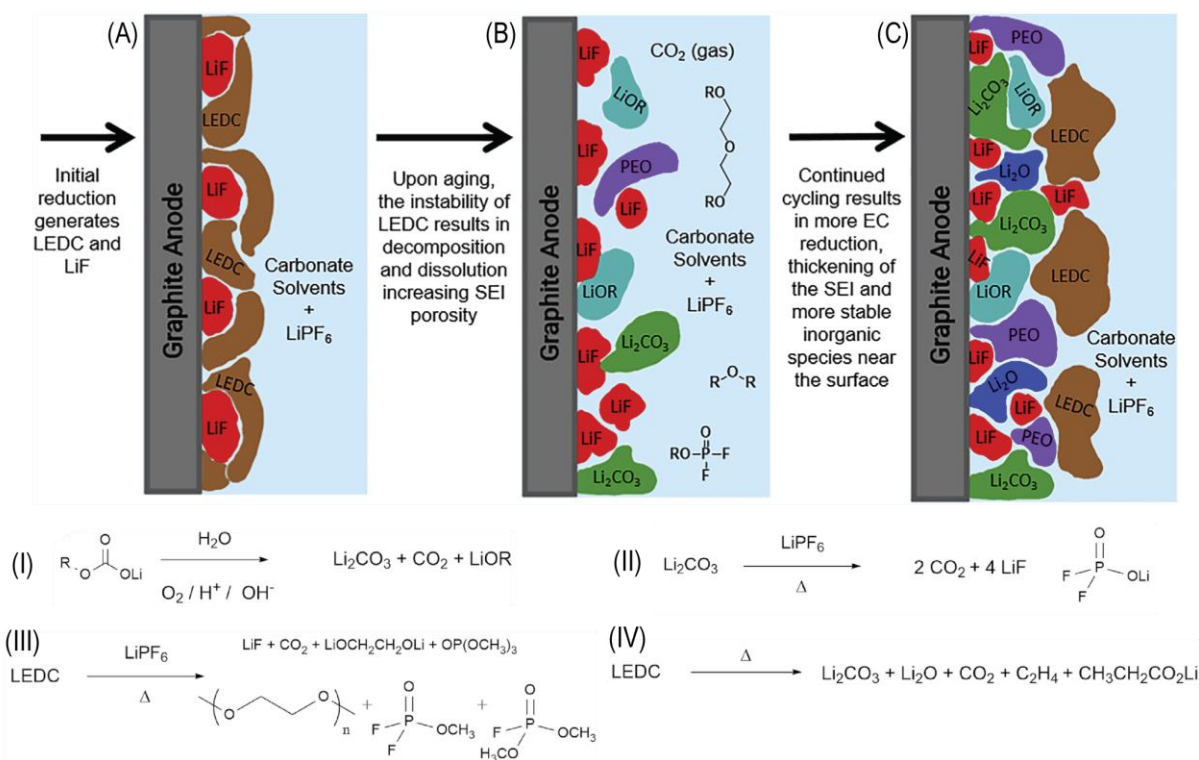 (A)
LiF
LEDC
LiF
LEDC
LiF
LEDC
LiF
Graphite Anode
Carbonate
Solvents
+
LiPF₆
Initial
reduction
generates
LEDC and
LiF
(B)
LiF
CO₂ (gas)
LiOR
RO
O
RO
LiF
PEO
LiF
LiF
LiOR
Graphite Anode
Carbonate
Solvents
+
LiPF₆
LiF
Li₂CO₃
R O R
LiF
LiF
O
RO-P-F
F
Li₂CO₃
Upon aging,
the instability of
LEDC results in
decomposition
and dissolution
increasing SEI
porosity
(C)
PEO
LiF
Li₂CO₃
LiOR
LEDC
LiF
Li₂O
LiF
LiF
Li₂CO₃
LiF
LEDC
LiOR
PEO
LiF
Li₂O
LiF
LEDC
LiF
PEO
Li₂CO₃
Graphite Anode
Carbonate
Solvents
+
LiPF₆
Continued
cycling results
in more EC
reduction,
thickening of
the SEI and
more stable
inorganic
species near
the surface
(I)
R O O OLi
H₂O
O₂ / H⁺ / OH⁻
Li₂CO₃ + CO₂ + LiOR
(II)
Li₂CO₃
LiPF₆
Δ
2 CO₂ + 4 LiF
O
F P OLi
F
(III)
LEDC
LiPF₆
Δ
LiF + CO₂ + LiOCH₂CH₂OLi + OP(OCH₃)₃
( O O )n
+
O
F P OCH₃
F
+
O
F P OCH₃
H₃CO
(IV)
LEDC
Δ
Li₂CO₃ + Li₂O + CO₂ + C₂H₄ + CH₃CH₂CO₂Li